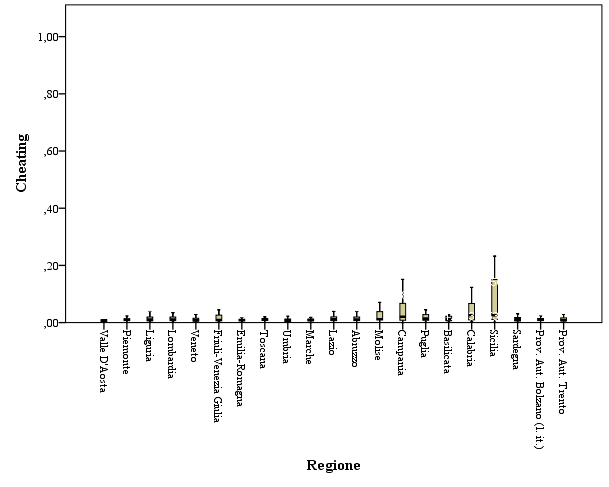 1,00
,80
,60
,40
,20
,00
Cheating
Valle D'Aosta
Piemonte
Liguria
Lombardia
Veneto
Friuli-Venezia Giulia
Emilia-Romagna
Toscana
Umbria
Marche
Lazio
Abruzzo
Molise
Campania
Puglia
Basilicata
Calabria
Sicilia
Sardegna
Prov. Aut. Bolzano (l. it.)
Prov. Aut. Trento
Regione